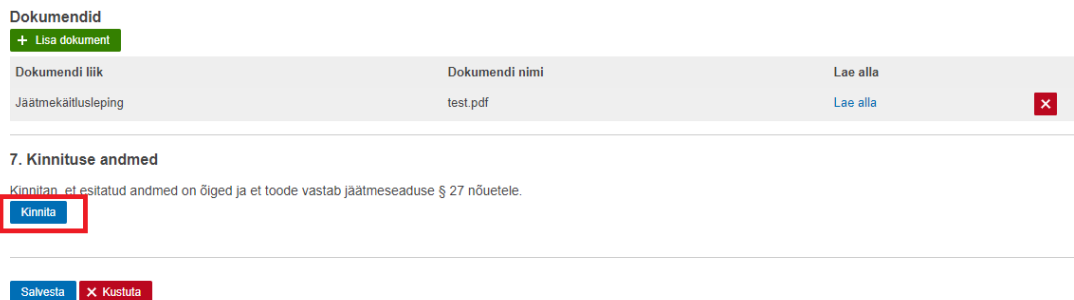 Dokumendid
+ Lisa dokument
Dokumendi liik Dokumendi nimi Lae alla
Jäätmekäitlusleping test.pdf Lae alla
7. Kinnituse andmed
Kinnitan, et esitatud andmed on õiged ja et toode vastab jäätmeseaduse § 27 nõuetele.
Kinnita
Salvesta Kustuta